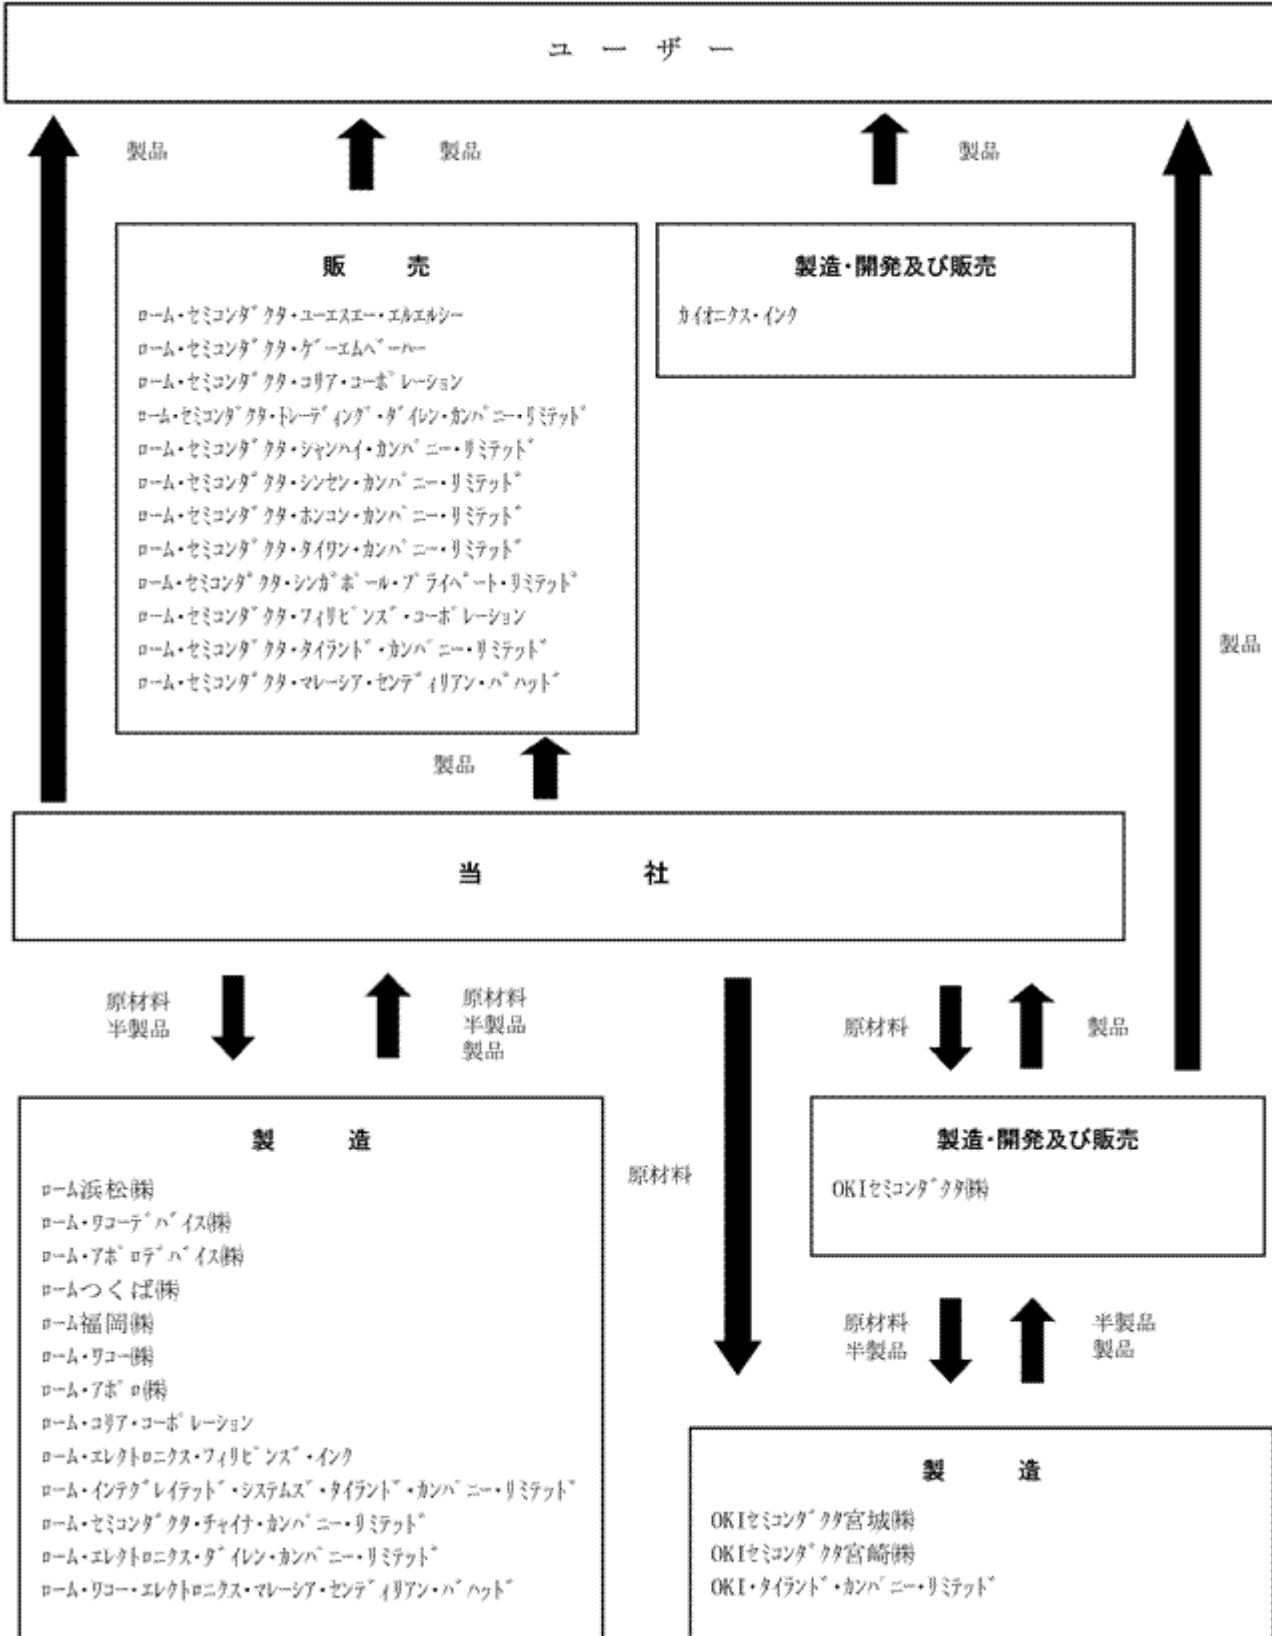 ユーザー
製品
製品
製品
販売
ﾛｰﾑ･ｾﾐｺﾝﾀﾞｸﾀ･ﾕｰｴｽｴｰ･ｴﾙｴﾙｼｰ
ﾛｰﾑ･ｾﾐｺﾝﾀﾞｸﾀ･ｹﾞｰｴﾑﾍﾞｰﾊｰ
ﾛｰﾑ･ｾﾐｺﾝﾀﾞｸﾀ･ｺﾘｱ･ｺｰﾎﾟﾚｰｼｮﾝ
ﾛｰﾑ･ｾﾐｺﾝﾀﾞｸﾀ･ﾄﾚｰﾃﾞｨﾝｸﾞ･ﾀﾞｲﾚﾝ･ｶﾝﾊﾟﾆｰ･ﾘﾐﾃｯﾄﾞ
ﾛｰﾑ･ｾﾐｺﾝﾀﾞｸﾀ･ｼｬﾝﾊｲ･ｶﾝﾊﾟﾆｰ･ﾘﾐﾃｯﾄﾞ
ﾛｰﾑ･ｾﾐｺﾝﾀﾞｸﾀ･ｼﾝｾﾝ･ｶﾝﾊﾟﾆｰ･ﾘﾐﾃｯﾄﾞ
ﾛｰﾑ･ｾﾐｺﾝﾀﾞｸﾀ･ﾎﾝｺﾝ･ｶﾝﾊﾟﾆｰ･ﾘﾐﾃｯﾄﾞ
ﾛｰﾑ･ｾﾐｺﾝﾀﾞｸﾀ･ﾀｲﾜﾝ･ｶﾝﾊﾟﾆｰ･ﾘﾐﾃｯﾄﾞ
ﾛｰﾑ･ｾﾐｺﾝﾀﾞｸﾀ･ｼﾝｶﾞﾎﾟｰﾙ･ﾌﾟﾗｲﾍﾞｰﾄ･ﾘﾐﾃｯﾄﾞ
ﾛｰﾑ･ｾﾐｺﾝﾀﾞｸﾀ･ﾌｨﾘﾋﾟﾝｽﾞ･ｺｰﾎﾟﾚｰｼｮﾝ
ﾛｰﾑ･ｾﾐｺﾝﾀﾞｸﾀ･ﾀｲﾗﾝﾄﾞ･ｶﾝﾊﾟﾆｰ･ﾘﾐﾃｯﾄﾞ
ﾛｰﾑ･ｾﾐｺﾝﾀﾞｸﾀ･ﾏﾚｰｼｱ･ｾﾝﾃﾞｨﾘｱﾝ･ﾊﾞﾊｯﾄﾞ
製造･開発及び販売
ｶｲｵﾆｸｽ･ｲﾝｸ
製品
製品
当社
原材料
半製品
原材料
半製品
製品
原材料
製品
原材料
製造
ﾛｰﾑ浜松㈱
ﾛｰﾑ･ﾜｺｰﾃﾞﾊﾞｲｽ㈱
ﾛｰﾑ･ｱﾎﾟﾛﾃﾞﾊﾞｲｽ㈱
ﾛｰﾑつくば㈱
ﾛｰﾑ福岡㈱
ﾛｰﾑ･ﾜｺｰ㈱
ﾛｰﾑ･ｱﾎﾟﾛ㈱
ﾛｰﾑ･ｺﾘｱ･ｺｰﾎﾟﾚｰｼｮﾝ
ﾛｰﾑ･ｴﾚｸﾄﾛﾆｸｽ･ﾌｨﾘﾋﾟﾝｽﾞ･ｲﾝｸ
ﾛｰﾑ･ｲﾝﾃｸﾞﾚｲﾃｯﾄﾞ･ｼｽﾃﾑｽﾞ･ﾀｲﾗﾝﾄﾞ･ｶﾝﾊﾟﾆｰ･ﾘﾐﾃｯﾄﾞ
ﾛｰﾑ･ｾﾐｺﾝﾀﾞｸﾀ･ﾁｬｲﾅ･ｶﾝﾊﾟﾆｰ･ﾘﾐﾃｯﾄﾞ
ﾛｰﾑ･ｴﾚｸﾄﾛﾆｸｽ･ﾀﾞｲﾚﾝ･ｶﾝﾊﾟﾆｰ･ﾘﾐﾃｯﾄﾞ
ﾛｰﾑ･ﾜｺｰ･ｴﾚｸﾄﾛﾆｸｽ･ﾏﾚｰｼｱ･ｾﾝﾃﾞｨﾘｱﾝ･ﾊﾞﾊｯﾄﾞ
製造･開発及び販売
OKIｾﾐｺﾝﾀﾞｸﾀ㈱
原材料
半製品
半製品
製品
製造
OKIｾﾐｺﾝﾀﾞｸﾀ宮城㈱
OKIｾﾐｺﾝﾀﾞｸﾀ宮崎㈱
OKI･ﾀｲﾗﾝﾄﾞ･ｶﾝﾊﾟﾆｰ･ﾘﾐﾃｯﾄﾞ